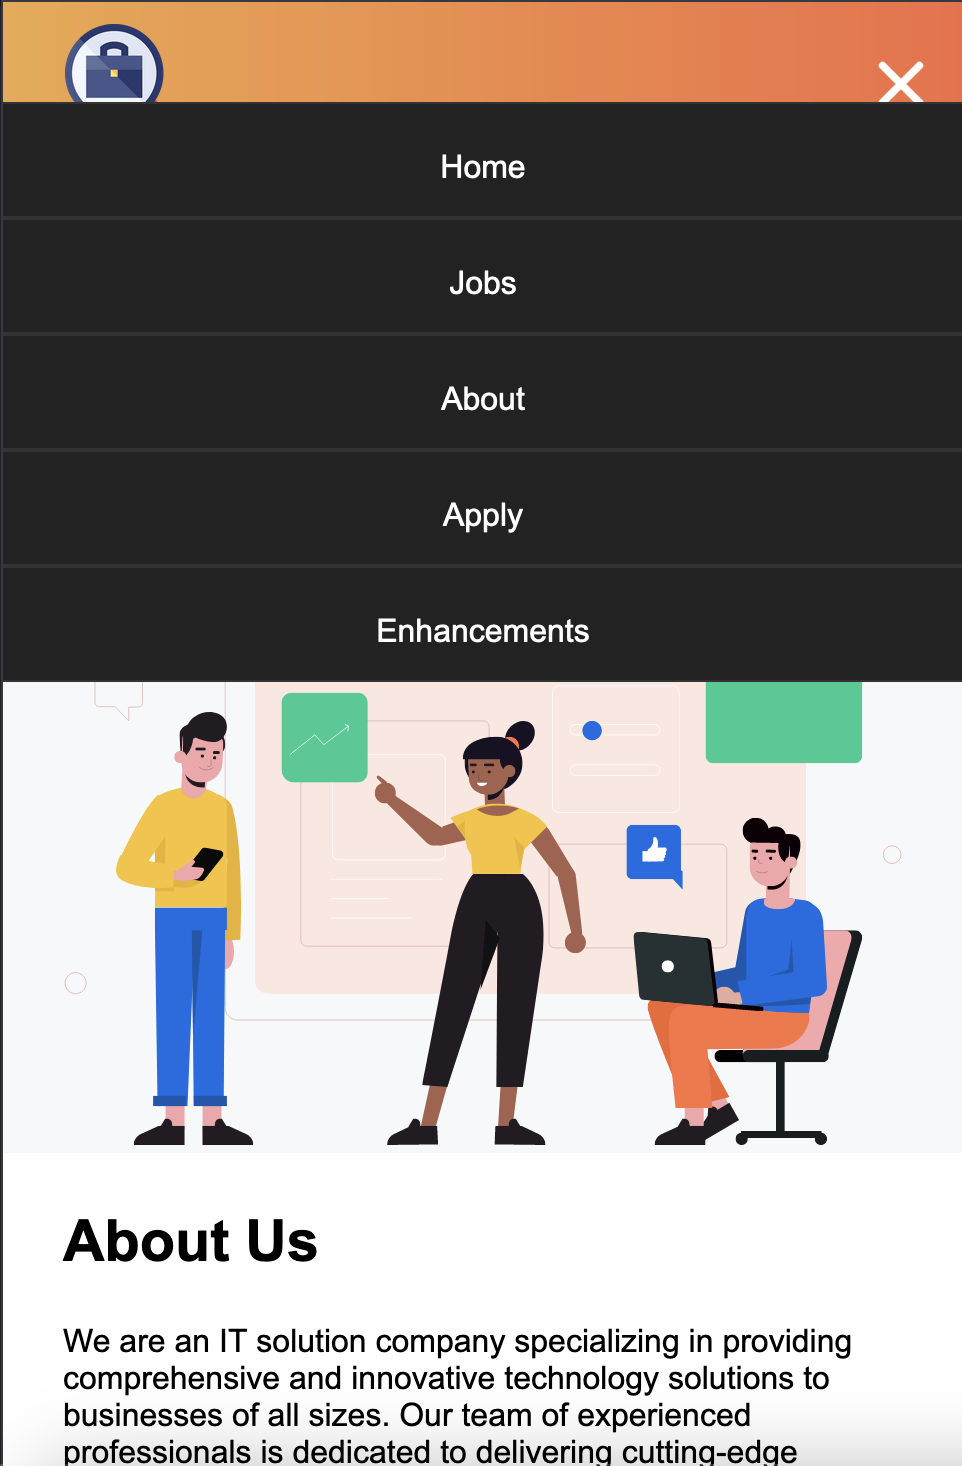 Home
Jobs
About
Apply
Enhancements
About Us
We are an IT solution company specializing in providing
comprehensive and innovative technology solutions to
businesses of all sizes. Our team of experienced
professionals is dedicated to delivering cutting-edge